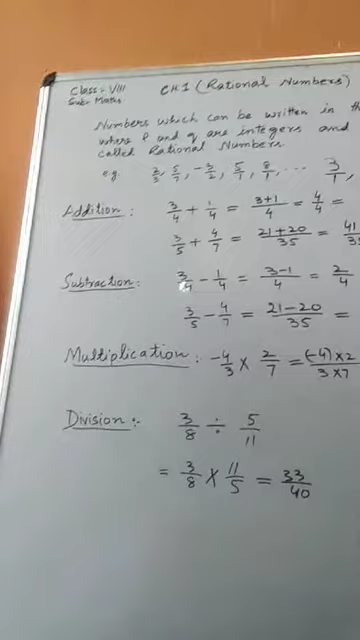 Class: VIII CH 1 (Rational Numbers)
Sub: Maths
Numbers which can be written in
where P and q are integers and
called Rational Numbers.
e.g. 3/5, 5/7, -3/2, 5/1, 8/1, ... 3/1,
Addition: 3/4 + 1/4 = 3+1/4 = 4/4 =
3/5 + 4/7 = 21+20/35 = 41/35
Subtraction: 3/4 - 1/4 = 3-1/4 = 2/4
3/5 - 4/7 = 21-20/35 =
Multiplication: -4/3 × 2/7 = (-4)×2/3×7
Division:- 3/8 ÷ 5/11
= 3/8 × 11/5 = 33/40